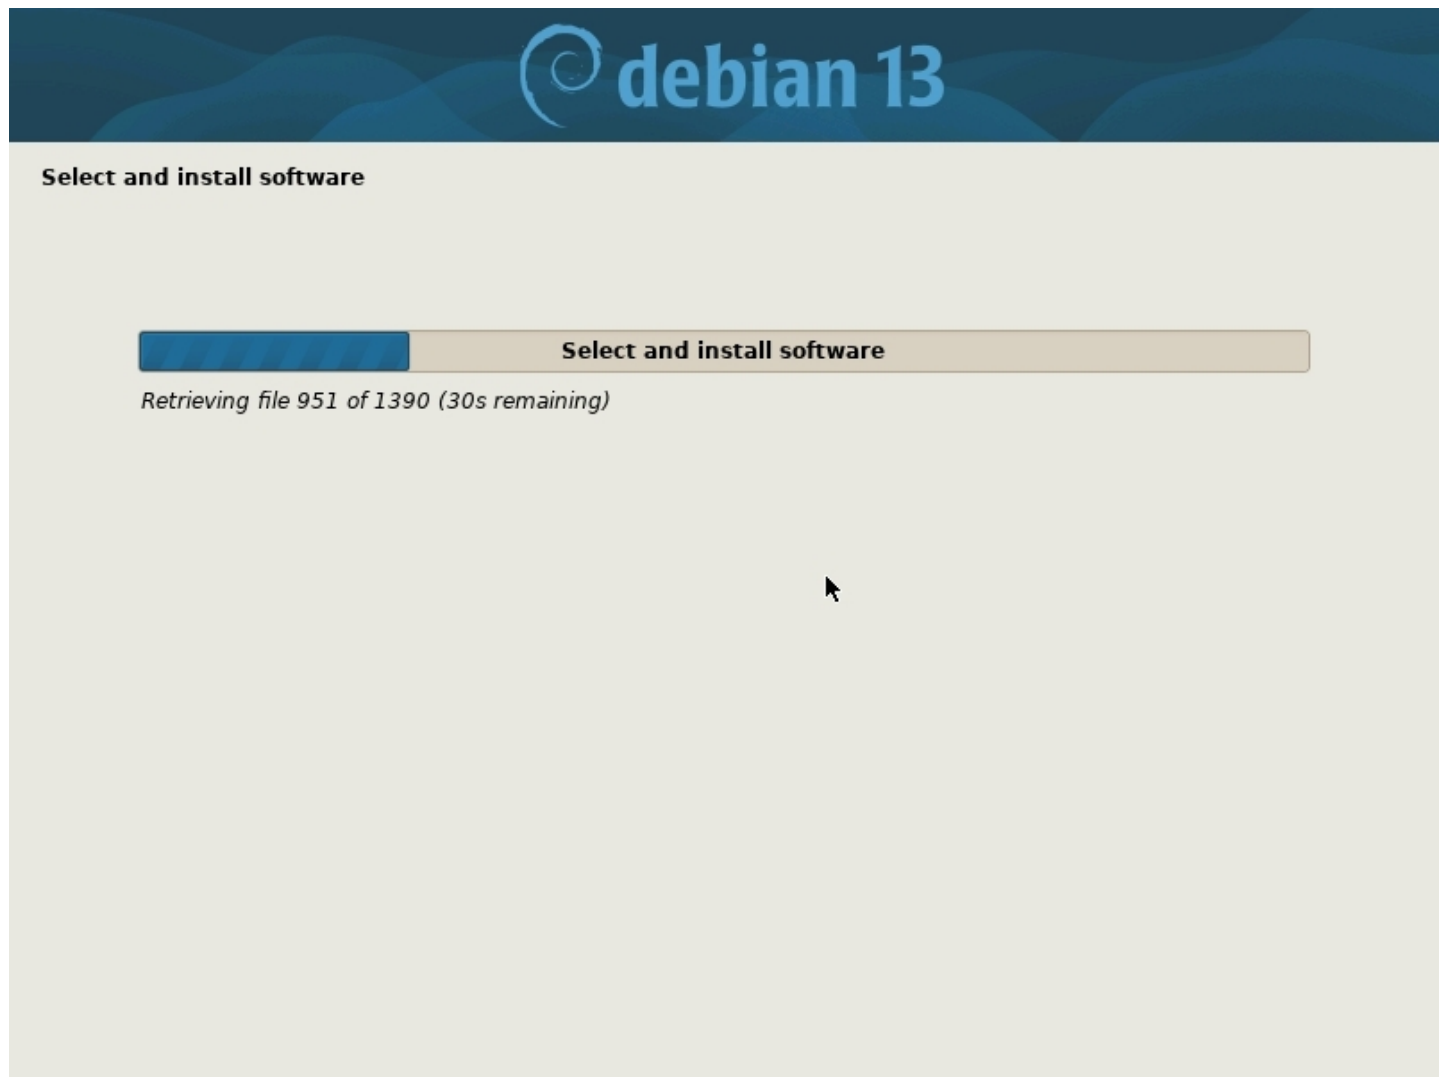 debian 13
Select and install software
Select and install software
Retrieving file 951 of 1390 (30s remaining)